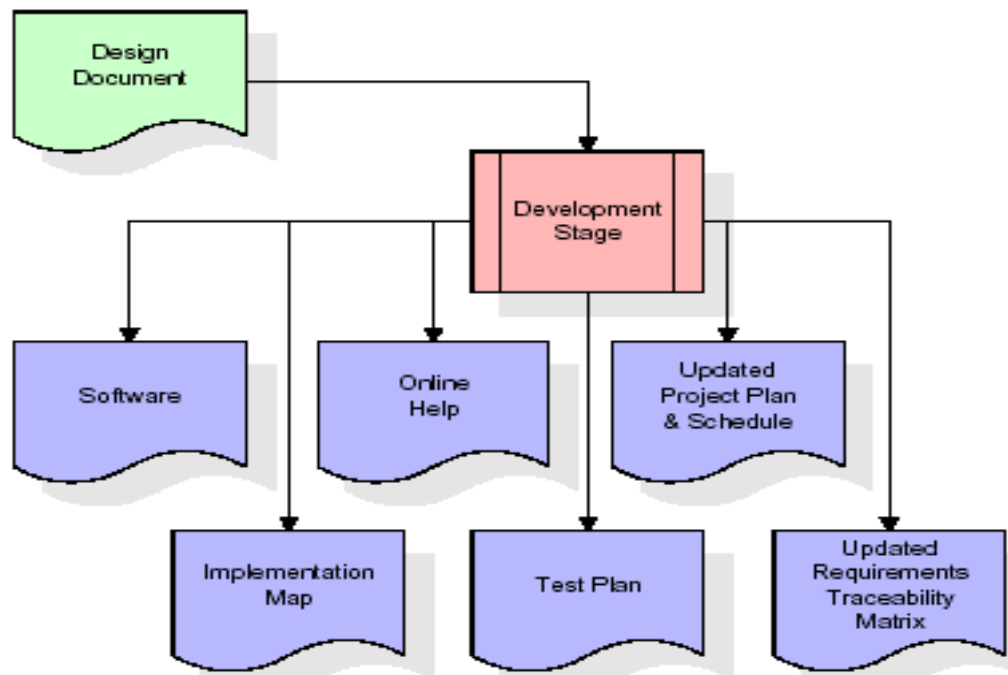 Design
Document
Development
Stage
Software
Online
Help
Updated
Project Plan
& Schedule
Implementation
Map
Test Plan
Updated
Requirements
Traceability
Matrix